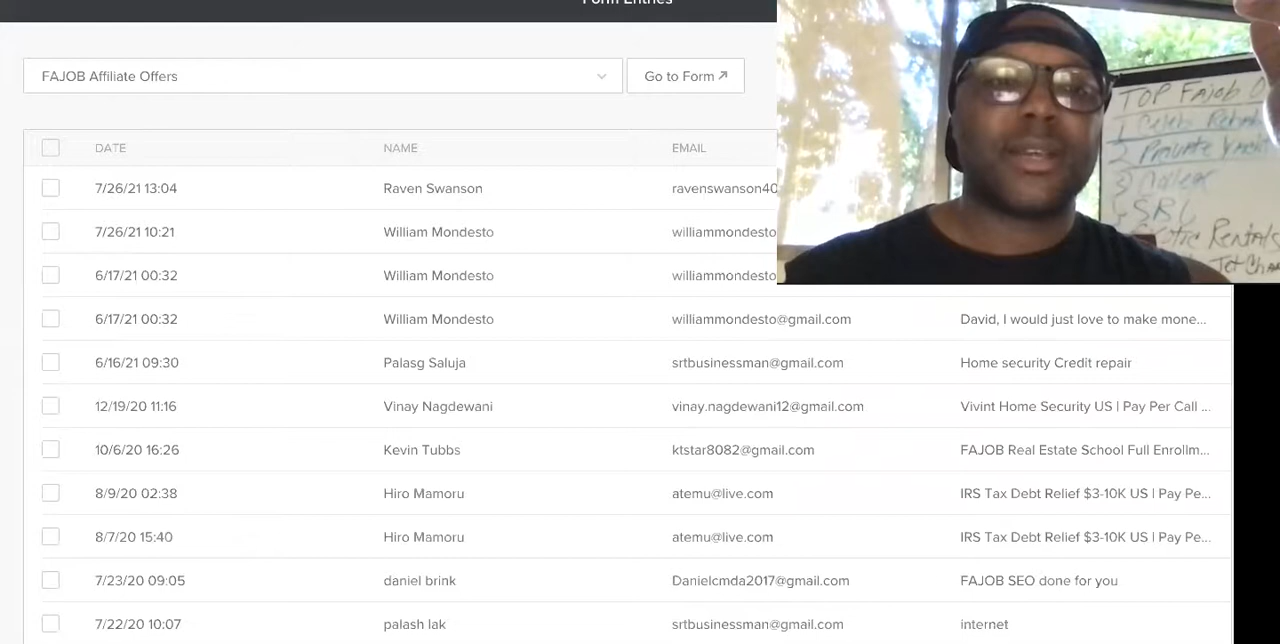 Form Entries
FAJOB Affiliate Offers
Go to Form
DATE NAME EMAIL
7/26/21 13:04 Raven Swanson ravenswanson40
7/26/21 10:21 William Mondesto williammondesto
6/17/21 00:32 William Mondesto williammondesto
6/17/21 00:32 William Mondesto williammondesto@gmail.com David, I would just love to make mone...
6/16/21 09:30 Palasg Saluja srtbusinessman@gmail.com Home security Credit repair
12/19/20 11:16 Vinay Nagdewani vinay.nagdewani12@gmail.com Vivint Home Security US | Pay Per Call ...
10/6/20 16:26 Kevin Tubbs ktstar8082@gmail.com FAJOB Real Estate School Full Enrollm...
8/9/20 02:38 Hiro Mamoru atemu@live.com IRS Tax Debt Relief $3-10K US | Pay Pe...
8/7/20 15:40 Hiro Mamoru atemu@live.com IRS Tax Debt Relief $3-10K US | Pay Pe...
7/23/20 09:05 daniel brink Danielcmda2017@gmail.com FAJOB SEO done for you
7/22/20 10:07 palash lak srtbusinessman@gmail.com internet
TOP Fajob O
1 Celeb
2 Private Yacht
3
SRL
Rentals